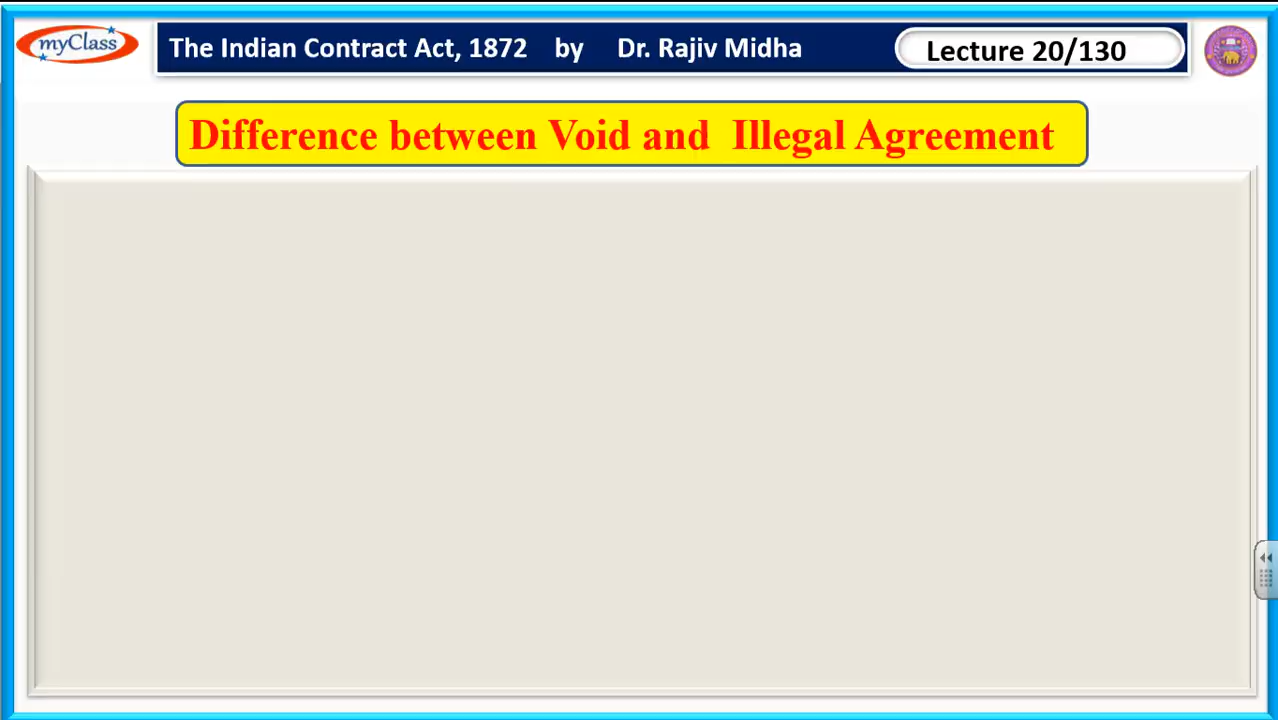 myClass
The Indian Contract Act, 1872 by Dr. Rajiv Midha
Lecture 20/130
Difference between Void and Illegal Agreement